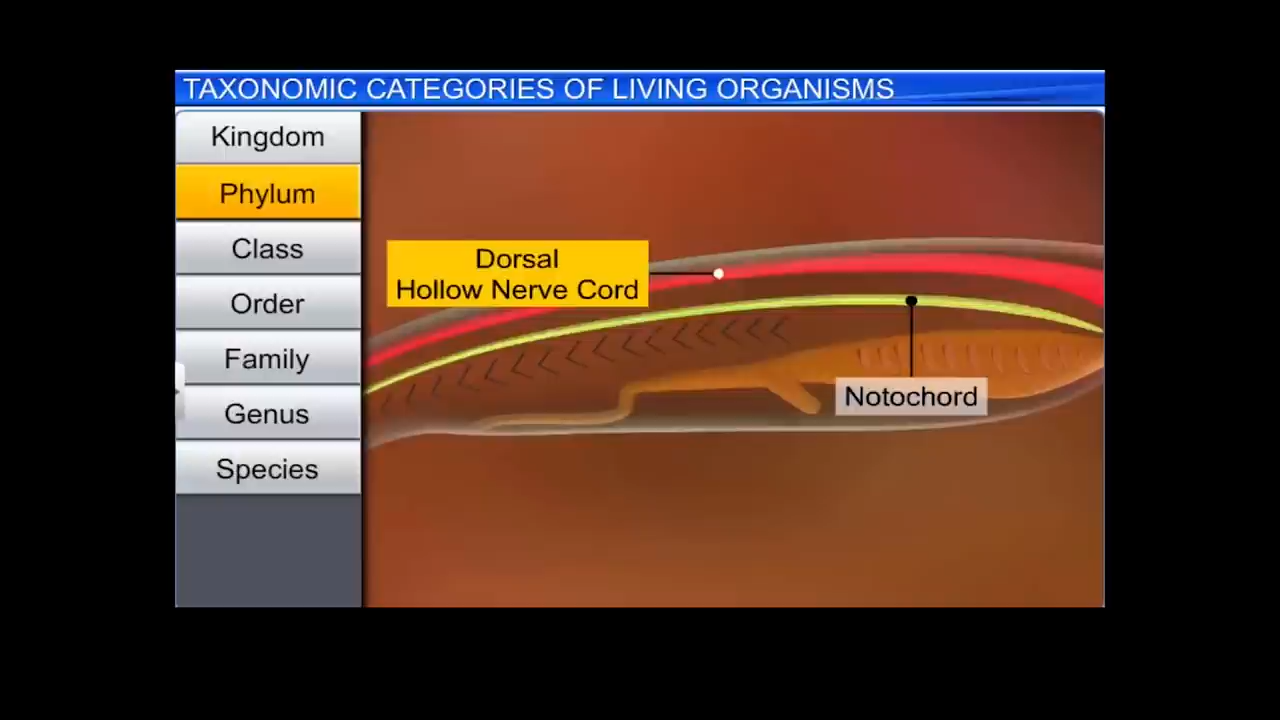 TAXONOMIC CATEGORIES OF LIVING ORGANISMS
Kingdom
Phylum
Class
Order
Family
Genus
Species
Dorsal
Hollow Nerve Cord
Notochord